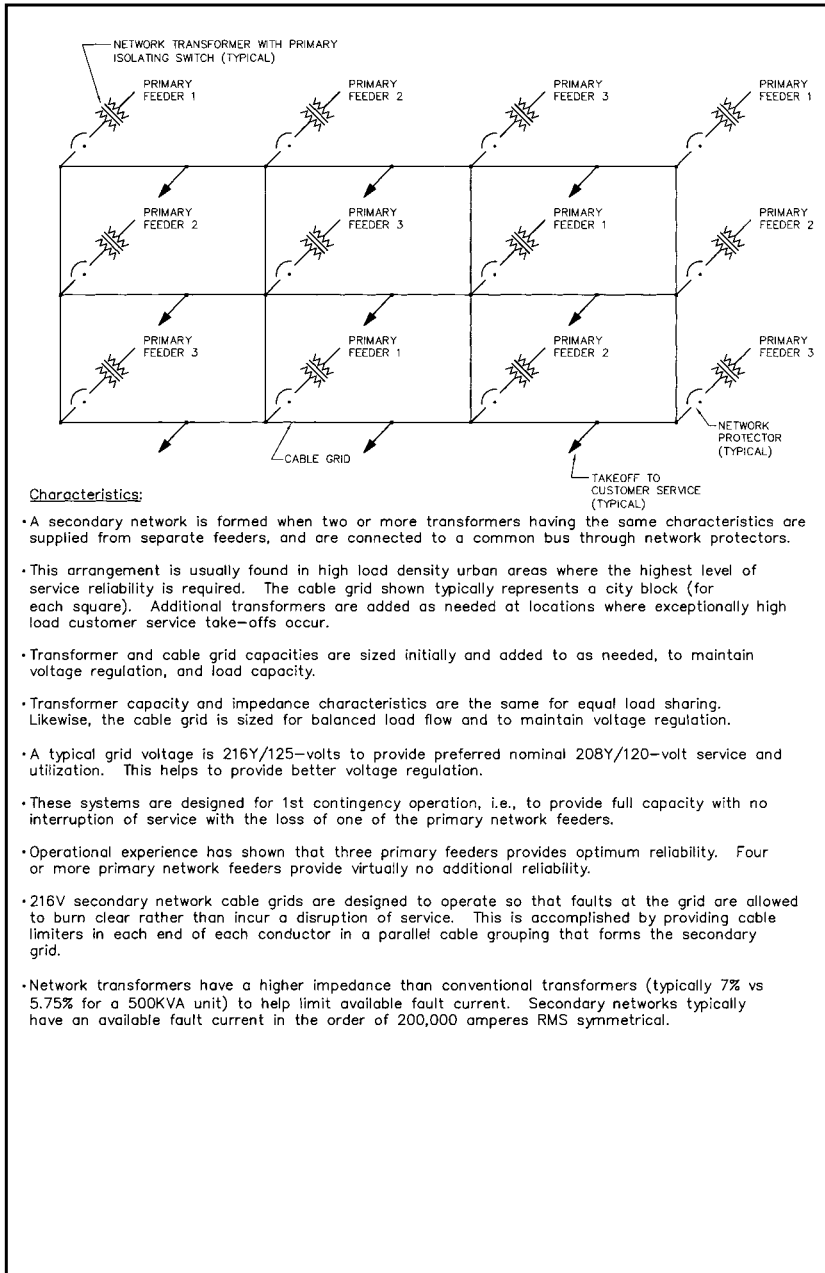 NETWORK TRANSFORMER WITH PRIMARY
ISOLATING SWITCH (TYPICAL)
PRIMARY
FEEDER 1
PRIMARY
FEEDER 2
PRIMARY
FEEDER 3
PRIMARY
FEEDER 1
PRIMARY
FEEDER 2
PRIMARY
FEEDER 3
PRIMARY
FEEDER 1
PRIMARY
FEEDER 2
PRIMARY
FEEDER 3
PRIMARY
FEEDER 1
PRIMARY
FEEDER 2
PRIMARY
FEEDER 3
NETWORK
PROTECTOR
(TYPICAL)
CABLE GRID
TAKEOFF TO
CUSTOMER SERVICE
(TYPICAL)
Characteristics:
• A secondary network is formed when two or more transformers having the same characteristics are
supplied from separate feeders, and are connected to a common bus through network protectors.
• This arrangement is usually found in high load density urban areas where the highest level of
service reliability is required. The cable grid shown typically represents a city block (for
each square). Additional transformers are added as needed at locations where exceptionally high
load customer service take-offs occur.
• Transformer and cable grid capacities are sized initially and added to as needed, to maintain
voltage regulation, and load capacity.
• Transformer capacity and impedance characteristics are the same for equal load sharing.
Likewise, the cable grid is sized for balanced load flow and to maintain voltage regulation.
• A typical grid voltage is 216Y/125-volts to provide preferred nominal 208Y/120-volt service and
utilization. This helps to provide better voltage regulation.
• These systems are designed for 1st contingency operation, i.e., to provide full capacity with no
interruption of service with the loss of one of the primary network feeders.
• Operational experience has shown that three primary feeders provides optimum reliability. Four
or more primary network feeders provide virtually no additional reliability.
• 216V secondary network cable grids are designed to operate so that faults at the grid are allowed
to burn clear rather than incur a disruption of service. This is accomplished by providing cable
limiters in each end of each conductor in a parallel cable grouping that forms the secondary
grid.
• Network transformers have a higher impedance than conventional transformers (typically 7% vs
5.75% for a 500KVA unit) to help limit available fault current. Secondary networks typically
have an available fault current in the order of 200,000 amperes RMS symmetrical.